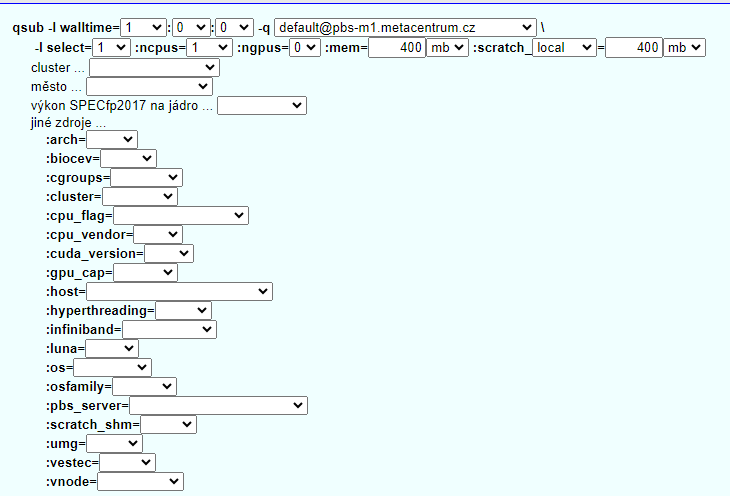 qsub -l walltime= 1 : 0 : 0 -q default@pbs-m1.metacentrum.cz \
-l select= 1 :ncpus= 1 :ngpus= 0 :mem= 400 mb :scratch_ local = 400 mb
cluster ...
město ...
výkon SPECfp2017 na jádro ...
jiné zdroje ...
:arch=
:biocev=
:cgroups=
:cluster=
:cpu_flag=
:cpu_vendor=
:cuda_version=
:gpu_cap=
:host=
:hyperthreading=
:infiniband=
:luna=
:os=
:osfamily=
:pbs_server=
:scratch_shm=
:umg=
:vestec=
:vnode=